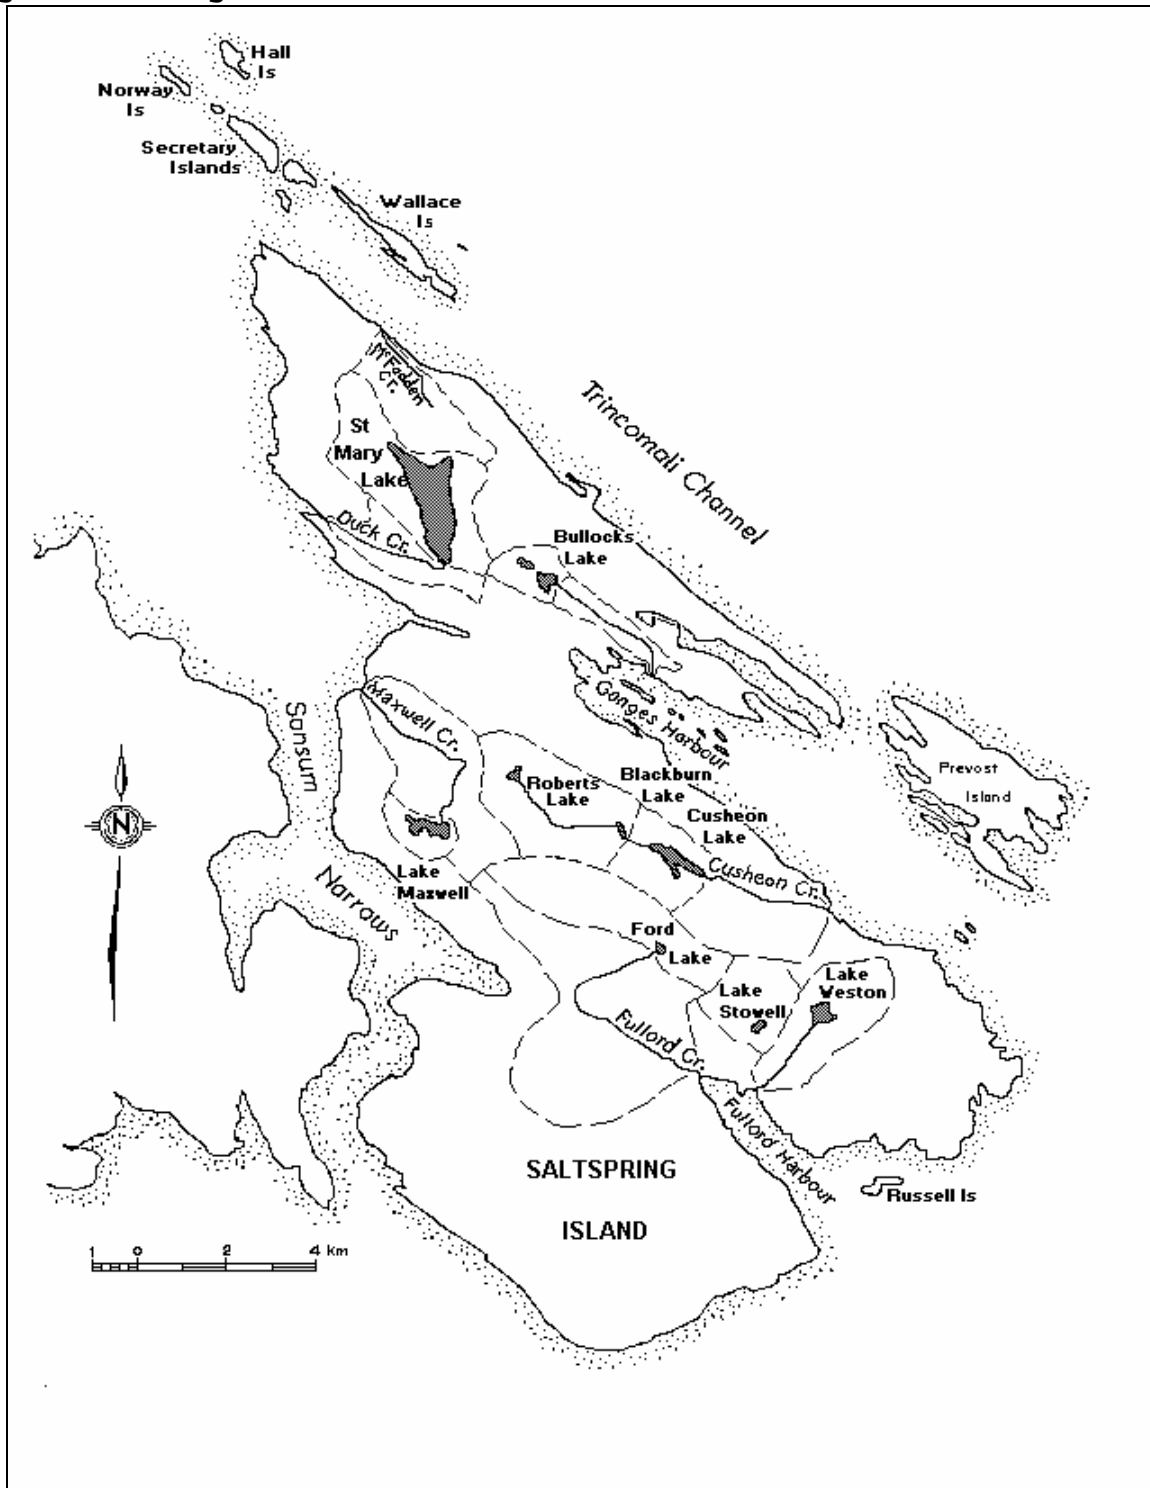 Hall
Is
Norway
Is
Secretary
Islands
Wallace
Is
McFadden
Cr.
Trincomali Channel
St
Mary
Lake
Duck Cr.
Bullocks
Lake
Maxwell Cr.
Ganges Harbour
Sansum
Narrows
Prevost
Island
Roberts
Lake
Blackburn
Lake
Cusheon
Lake
Cusheon Cr.
N
Lake
Maxwell
Ford
Lake
Lake
Stowell
Lake
Weston
Fullord Cr.
Fullord Harbour
SALTSPRING
ISLAND
Russell Is
1 0 2 4 km